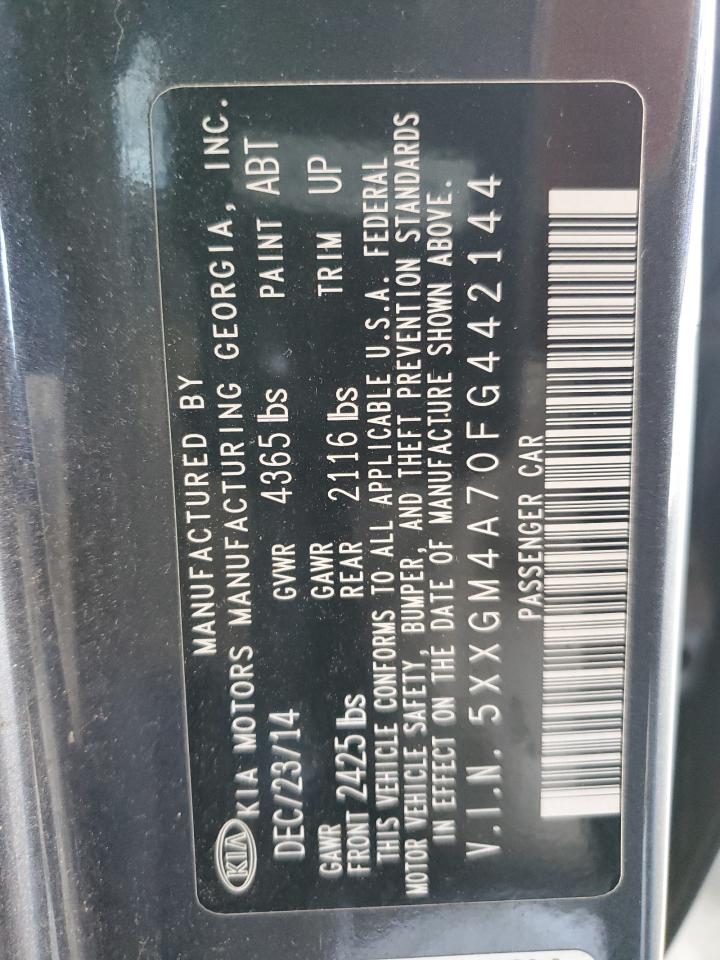 MANUFACTURED BY
KIA KIA MOTORS MANUFACTURING GEORGIA, INC.
DEC/23/14 GVWR 4365 lbs PAINT ABT
GAWR FRONT 2425 lbs GAWR REAR 2116 lbs TRIM UP
THIS VEHICLE CONFORMS TO ALL APPLICABLE U.S.A. FEDERAL
MOTOR VEHICLE SAFETY, BUMPER, AND THEFT PREVENTION STANDARDS
IN EFFECT ON THE DATE OF MANUFACTURE SHOWN ABOVE.
V.I.N. 5XXGM4A70FG442144
PASSENGER CAR